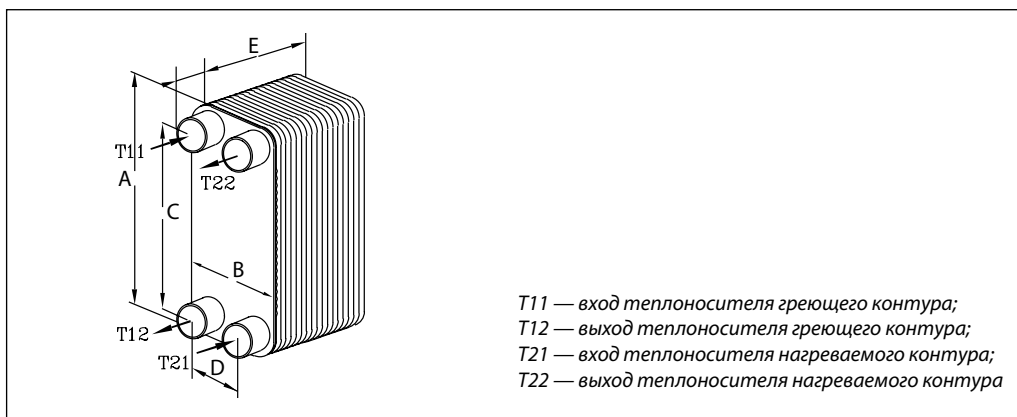 E
T11
T22
A
C
B
T12
T21
D
T11 — вход теплоносителя греющего контура;
T12 — выход теплоносителя греющего контура;
T21 — вход теплоносителя нагреваемого контура;
T22 — выход теплоносителя нагреваемого контура